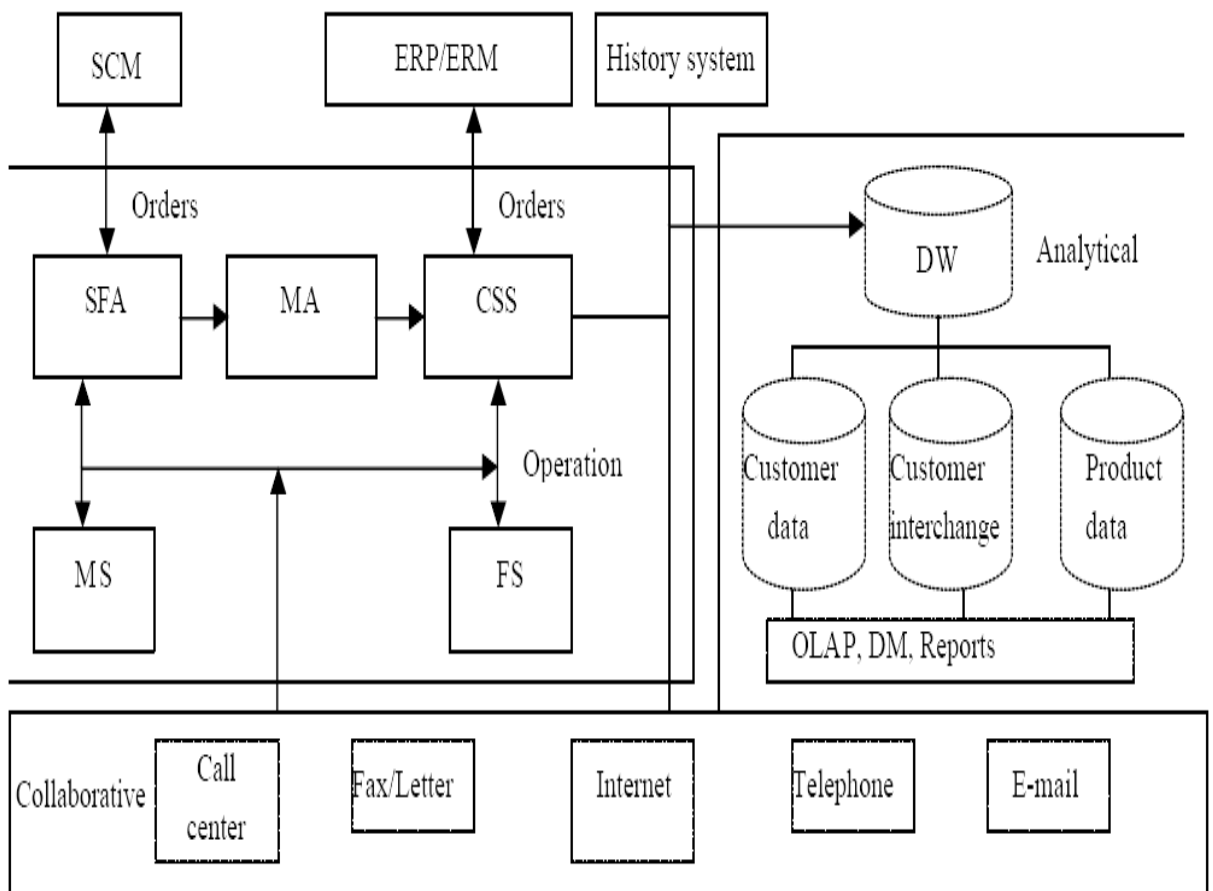 SCM
ERP/ERM
History system
Orders
Orders
SFA
MA
CSS
DW
Analytical
Operation
MS
FS
Customer
data
Customer
interchange
Product
data
OLAP, DM, Reports
Collaborative
Call
center
Fax/Letter
Internet
Telephone
E-mail